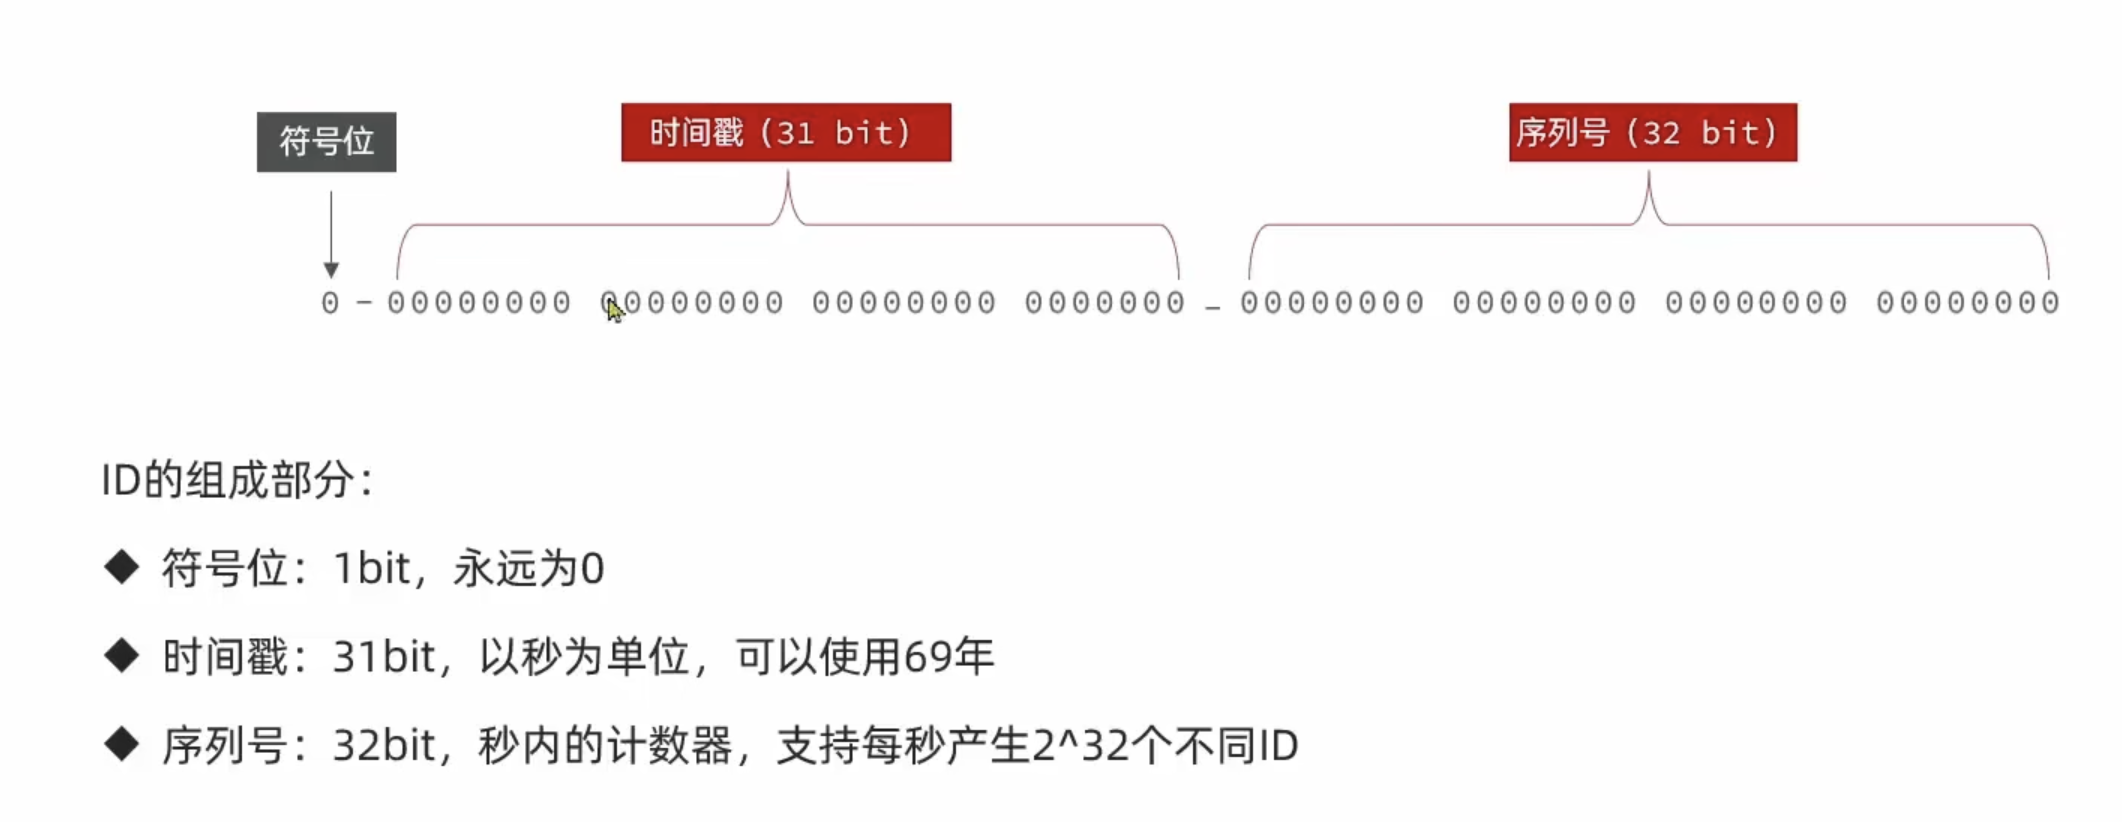 符号位
时间戳（31 bit）
序列号（32 bit）
0-00000000 00000000 00000000 0000000 - 00000000 00000000 00000000 00000000
ID的组成部分：
◆ 符号位：1bit，永远为0
◆ 时间戳：31bit，以秒为单位，可以使用69年
◆ 序列号：32bit，秒内的计数器，支持每秒产生2^32个不同ID